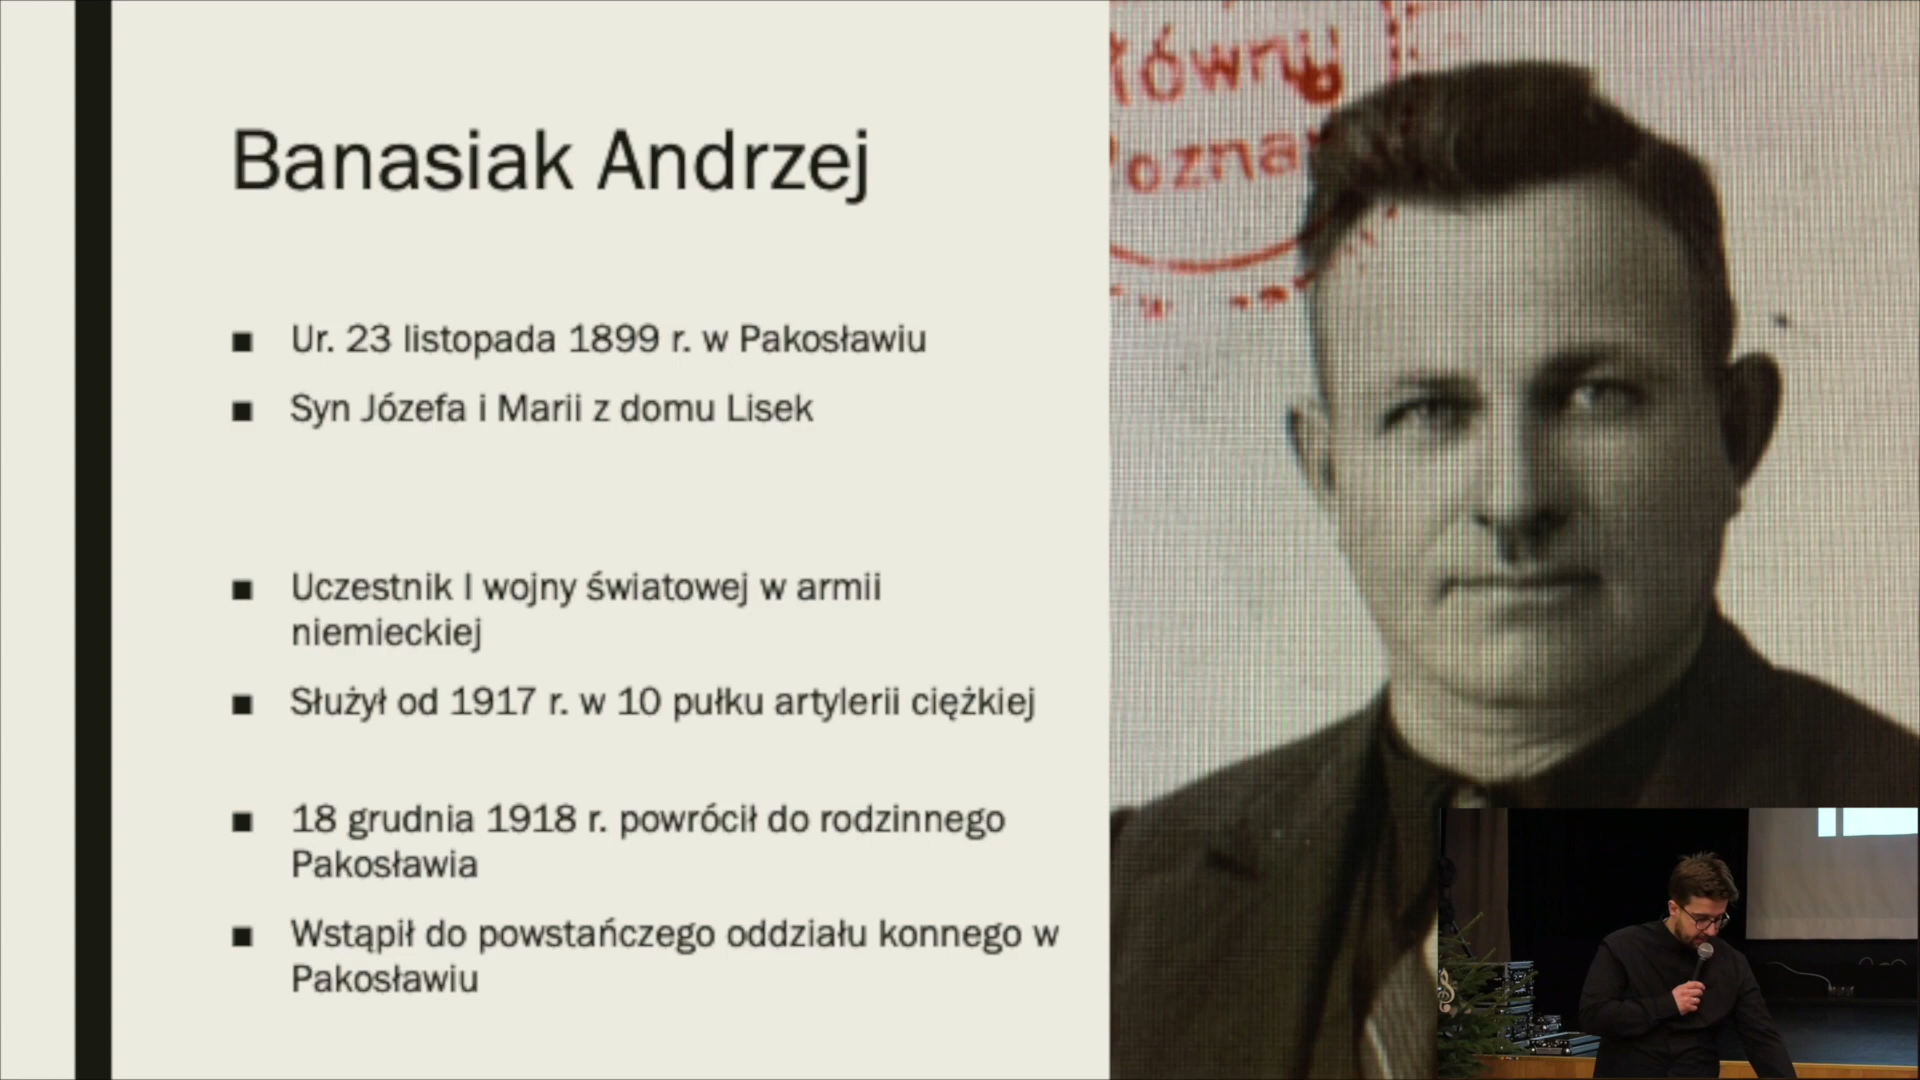 Banasiak Andrzej
Ur. 23 listopada 1899 r. w Pakosławiu
Syn Józefa i Marii z domu Lisek
Uczestnik I wojny światowej w armii
niemieckiej
Służył od 1917 r. w 10 pułku artylerii ciężkiej
18 grudnia 1918 r. powrócił do rodzinnego
Pakosławia
Wstąpił do powstańczego oddziału konnego w
Pakosławiu